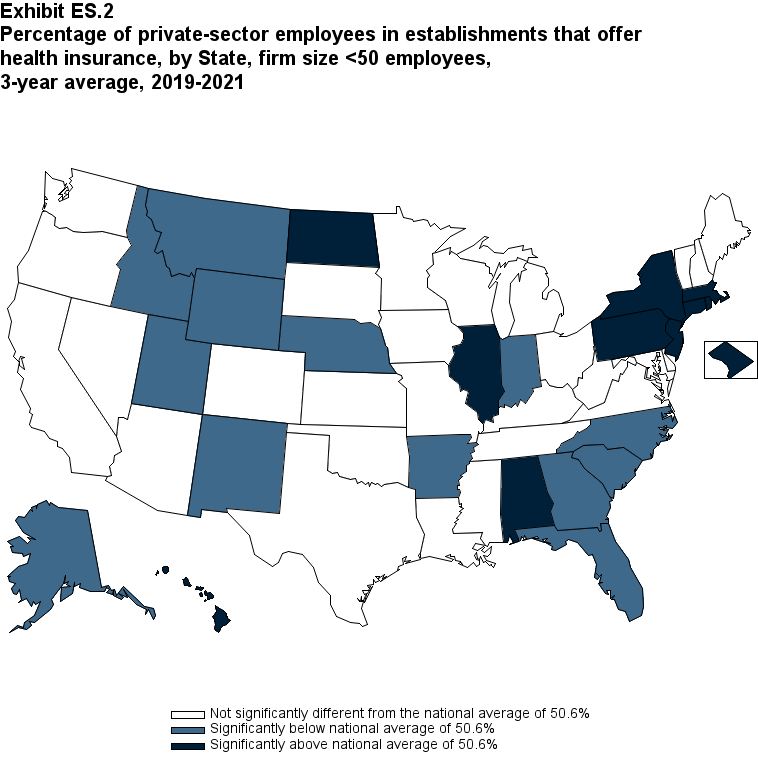 Exhibit ES.2
Percentage of private-sector employees in establishments that offer
health insurance, by State, firm size <50 employees,
3-year average, 2019-2021
Not significantly different from the national average of 50.6%
Significantly below national average of 50.6%
Significantly above national average of 50.6%